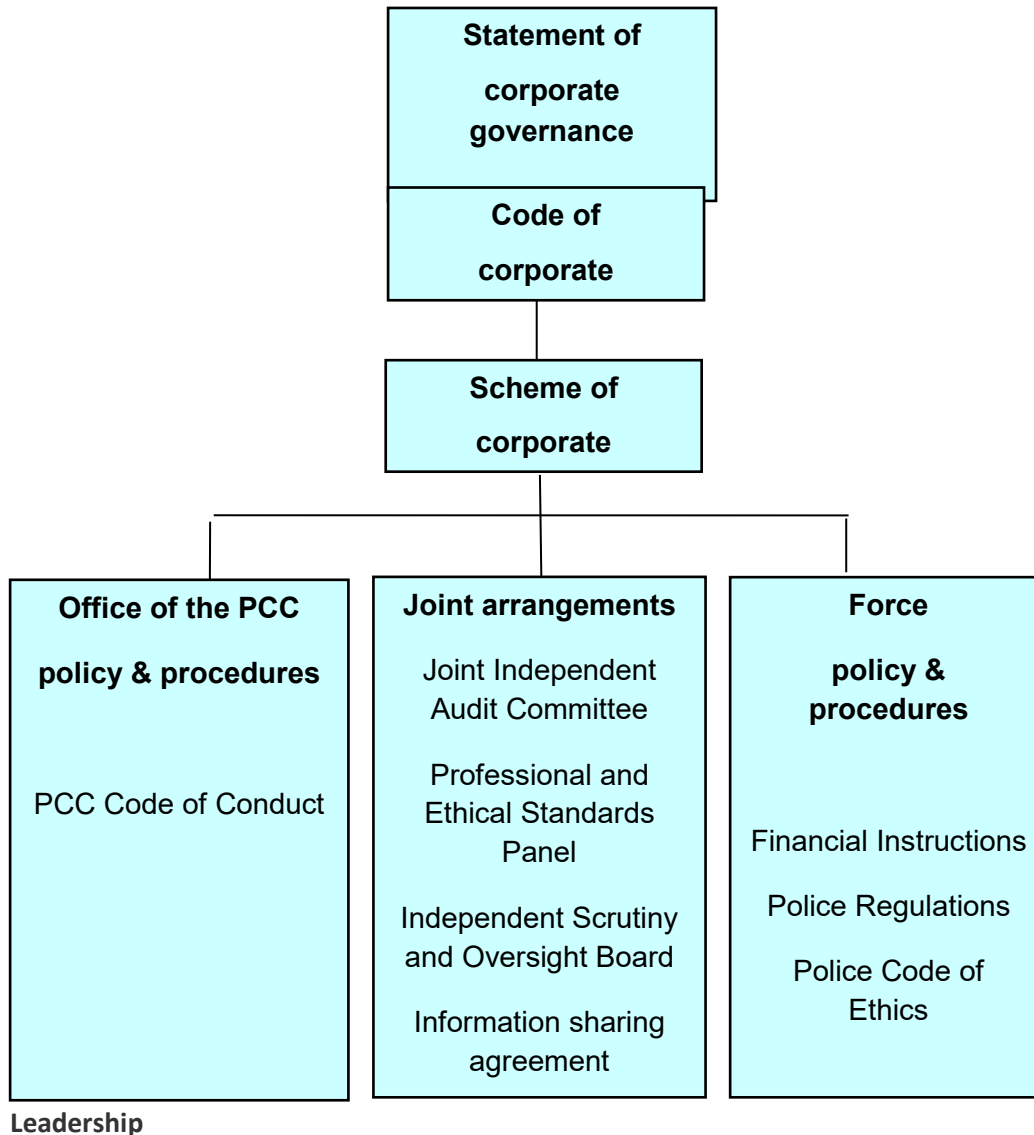 Statement of
corporate
governance
Code of
corporate
Scheme of
corporate
Office of the PCC
policy & procedures
PCC Code of Conduct
Joint arrangements
Joint Independent
Audit Committee
Professional and
Ethical Standards
Panel
Independent Scrutiny
and Oversight Board
Information sharing
agreement
Force
policy &
procedures
Financial Instructions
Police Regulations
Police Code of
Ethics
Leadership